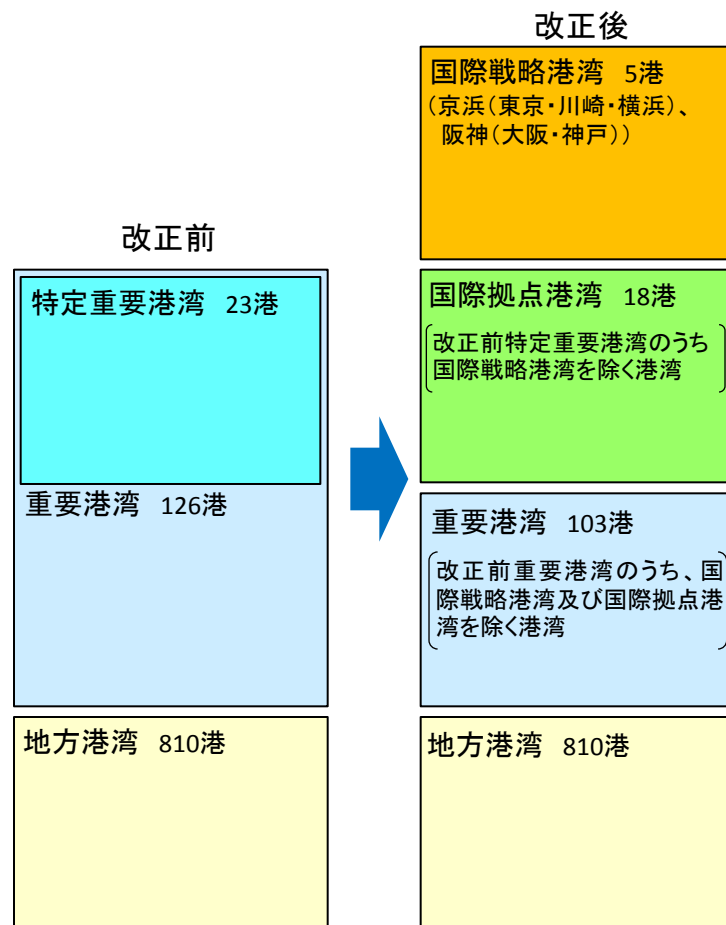 改正前
特定重要港湾 23港
重要港湾 126港
地方港湾 810港
改正後
国際戦略港湾 5港
(京浜(東京・川崎・横浜)、
阪神(大阪・神戸))
国際拠点港湾 18港
改正前特定重要港湾のうち
国際戦略港湾を除く港湾
重要港湾 103港
改正前重要港湾のうち、国
際戦略港湾及び国際拠点港
湾を除く港湾
地方港湾 810港